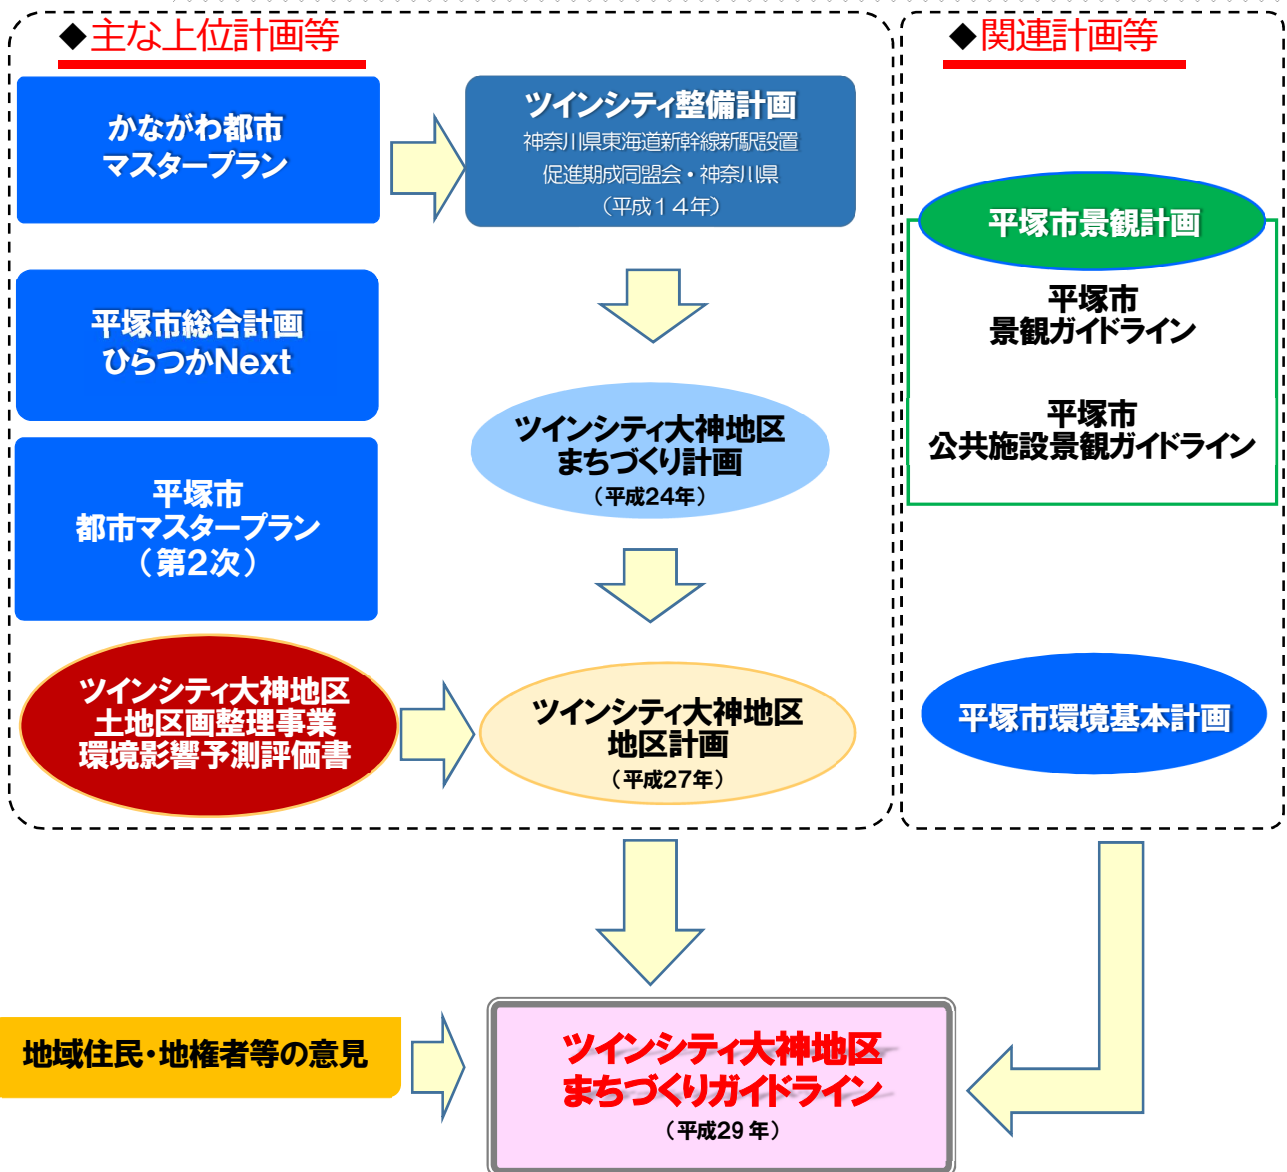 ◆主な上位計画等
かながわ都市
マスタープラン
ツインシティ整備計画
神奈川県東海道新幹線新駅設置
促進期成同盟会・神奈川県
（平成１４年）
平塚市総合計画
ひらつかNext
平塚市
都市マスタープラン
（第2次）
ツインシティ大神地区
まちづくり計画
（平成24年）
ツインシティ大神地区
土地区画整理事業
環境影響予測評価書
ツインシティ大神地区
地区計画
（平成27年）
◆関連計画等
平塚市景観計画
平塚市
景観ガイドライン
平塚市
公共施設景観ガイドライン
平塚市環境基本計画
地域住民・地権者等の意見
ツインシティ大神地区
まちづくりガイドライン
（平成29年）